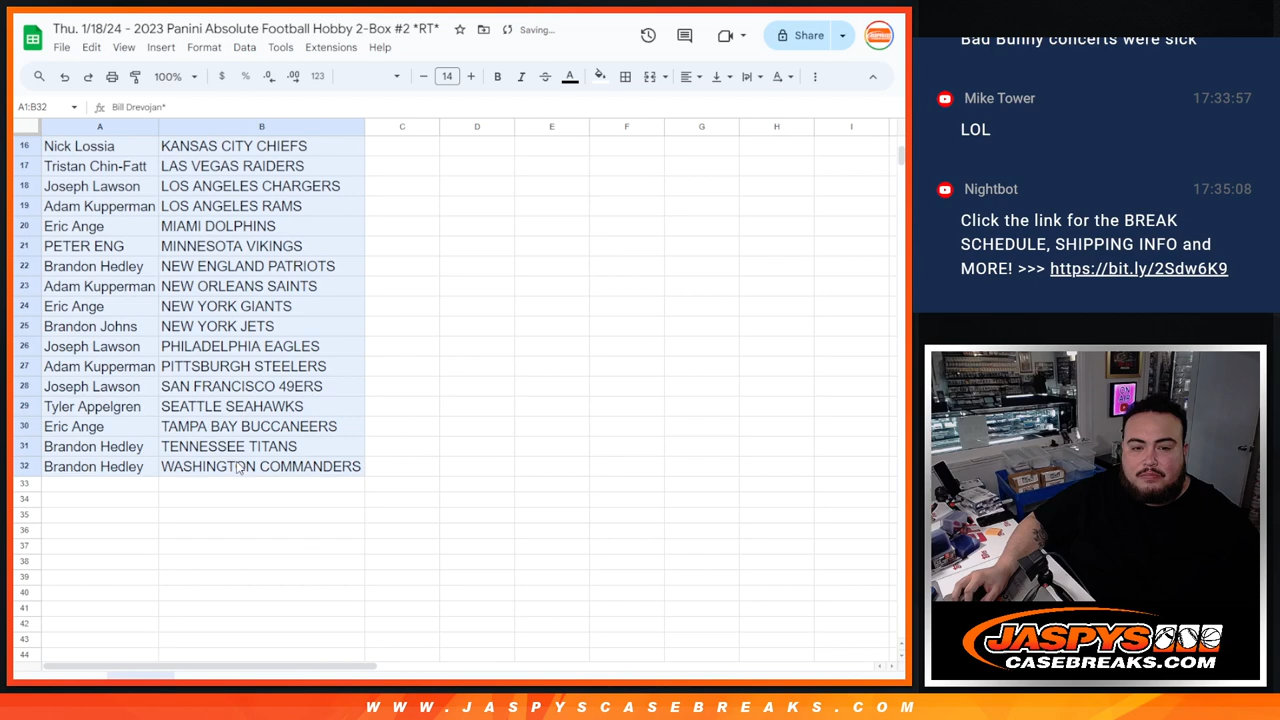 Thu. 1/18/24 - 2023 Panini Absolute Football Hobby 2-Box #2 *RT*
Saving...
Share
File Edit View Insert Format Data Tools Extensions Help
100% $ % .0 .00 123 14 B I A
A1:B32 fx Bill Drevojan*
A B C D E F G H I
16 Nick Lossia KANSAS CITY CHIEFS
17 Tristan Chin-Fatt LAS VEGAS RAIDERS
18 Joseph Lawson LOS ANGELES CHARGERS
19 Adam Kupperman LOS ANGELES RAMS
20 Eric Ange MIAMI DOLPHINS
21 PETER ENG MINNESOTA VIKINGS
22 Brandon Hedley NEW ENGLAND PATRIOTS
23 Adam Kupperman NEW ORLEANS SAINTS
24 Eric Ange NEW YORK GIANTS
25 Brandon Johns NEW YORK JETS
26 Joseph Lawson PHILADELPHIA EAGLES
27 Adam Kupperman PITTSBURGH STEELERS
28 Joseph Lawson SAN FRANCISCO 49ERS
29 Tyler Appelgren SEATTLE SEAHAWKS
30 Eric Ange TAMPA BAY BUCCANEERS
31 Brandon Hedley TENNESSEE TITANS
32 Brandon Hedley WASHINGTON COMMANDERS
33
34
35
36
37
38
39
40
41
42
43
44
Bad Bunny concerts were sick
Mike Tower 17:33:57
LOL
Nightbot 17:35:08
Click the link for the BREAK
SCHEDULE, SHIPPING INFO and
MORE! >>> https://bit.ly/2Sdw6K9
ON AIR
JASPYS
CASEBREAKS.COM
WWW.JASPYSCASEBREAKS.COM